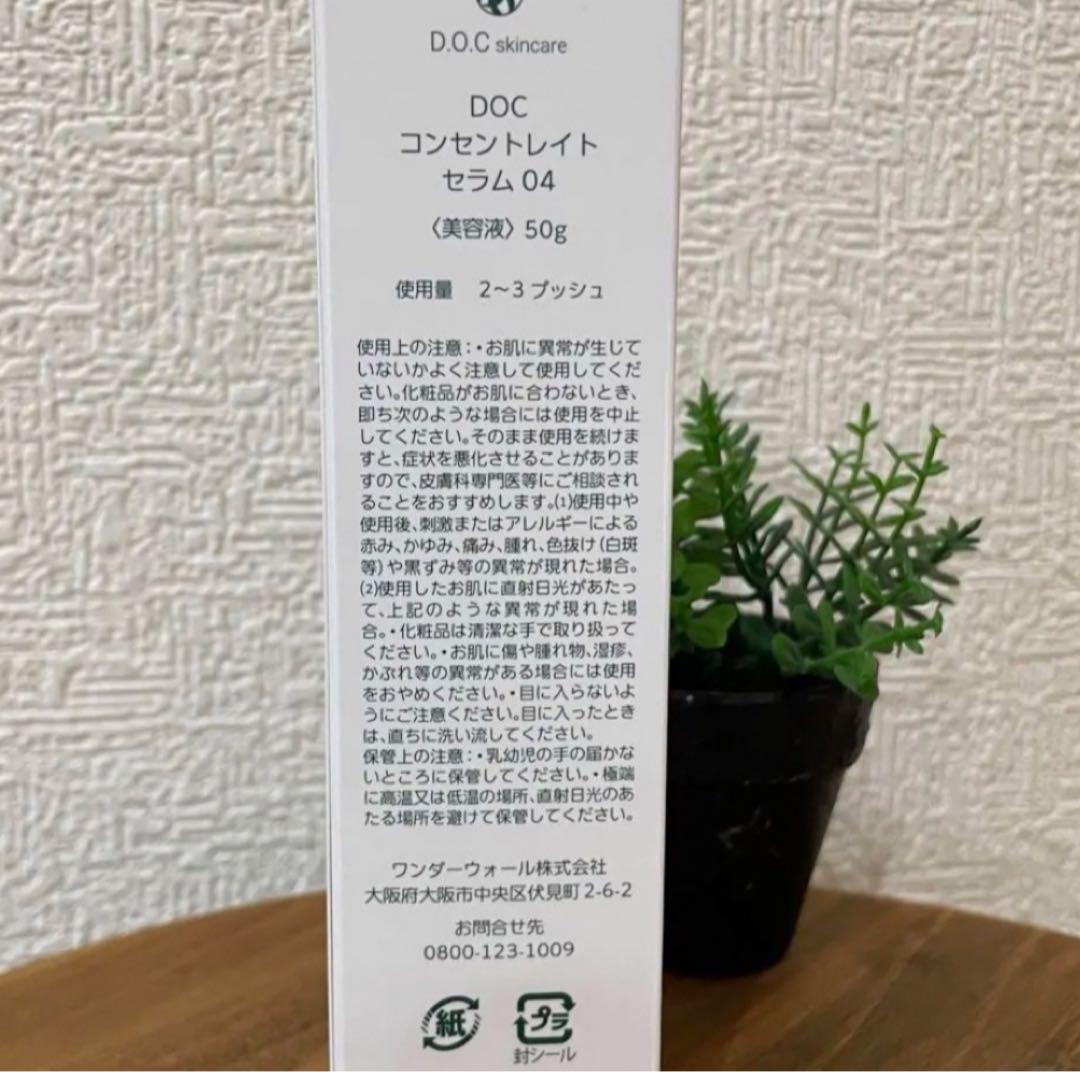 D.O.C skincare
DOC
コンセントレイト
セラム 04
〈美容液〉 50g
使用量　2〜3 プッシュ
使用上の注意：・お肌に異常が生じて
いないかよく注意して使用してくだ
さい。化粧品がお肌に合わないとき、
即ち次のような場合には使用を中止
してください。そのまま使用を続けま
すと、症状を悪化させることがありま
すので、皮膚科専門医等にご相談され
ることをおすすめします。(1)使用中や
使用後、刺激またはアレルギーによる
赤み、かゆみ、痛み、腫れ、色抜け（白斑
等）や黒ずみ等の異常が現れた場合。
(2)使用したお肌に直射日光があたっ
て、上記のような異常が現れた場
合。・化粧品は清潔な手で取り扱って
ください。・お肌に傷や腫れ物、湿疹、
かぶれ等の異常がある場合には使用
をおやめください。・目に入らないよ
うにご注意ください。目に入ったとき
は、直ちに洗い流してください。
保管上の注意：・乳幼児の手の届かな
いところに保管してください。・極端
に高温又は低温の場所、直射日光のあ
たる場所を避けて保管してください。
ワンダーウォール株式会社
大阪府大阪市中央区伏見町 2-6-2
お問合せ先
0800-123-1009
紙 プラ
封シール